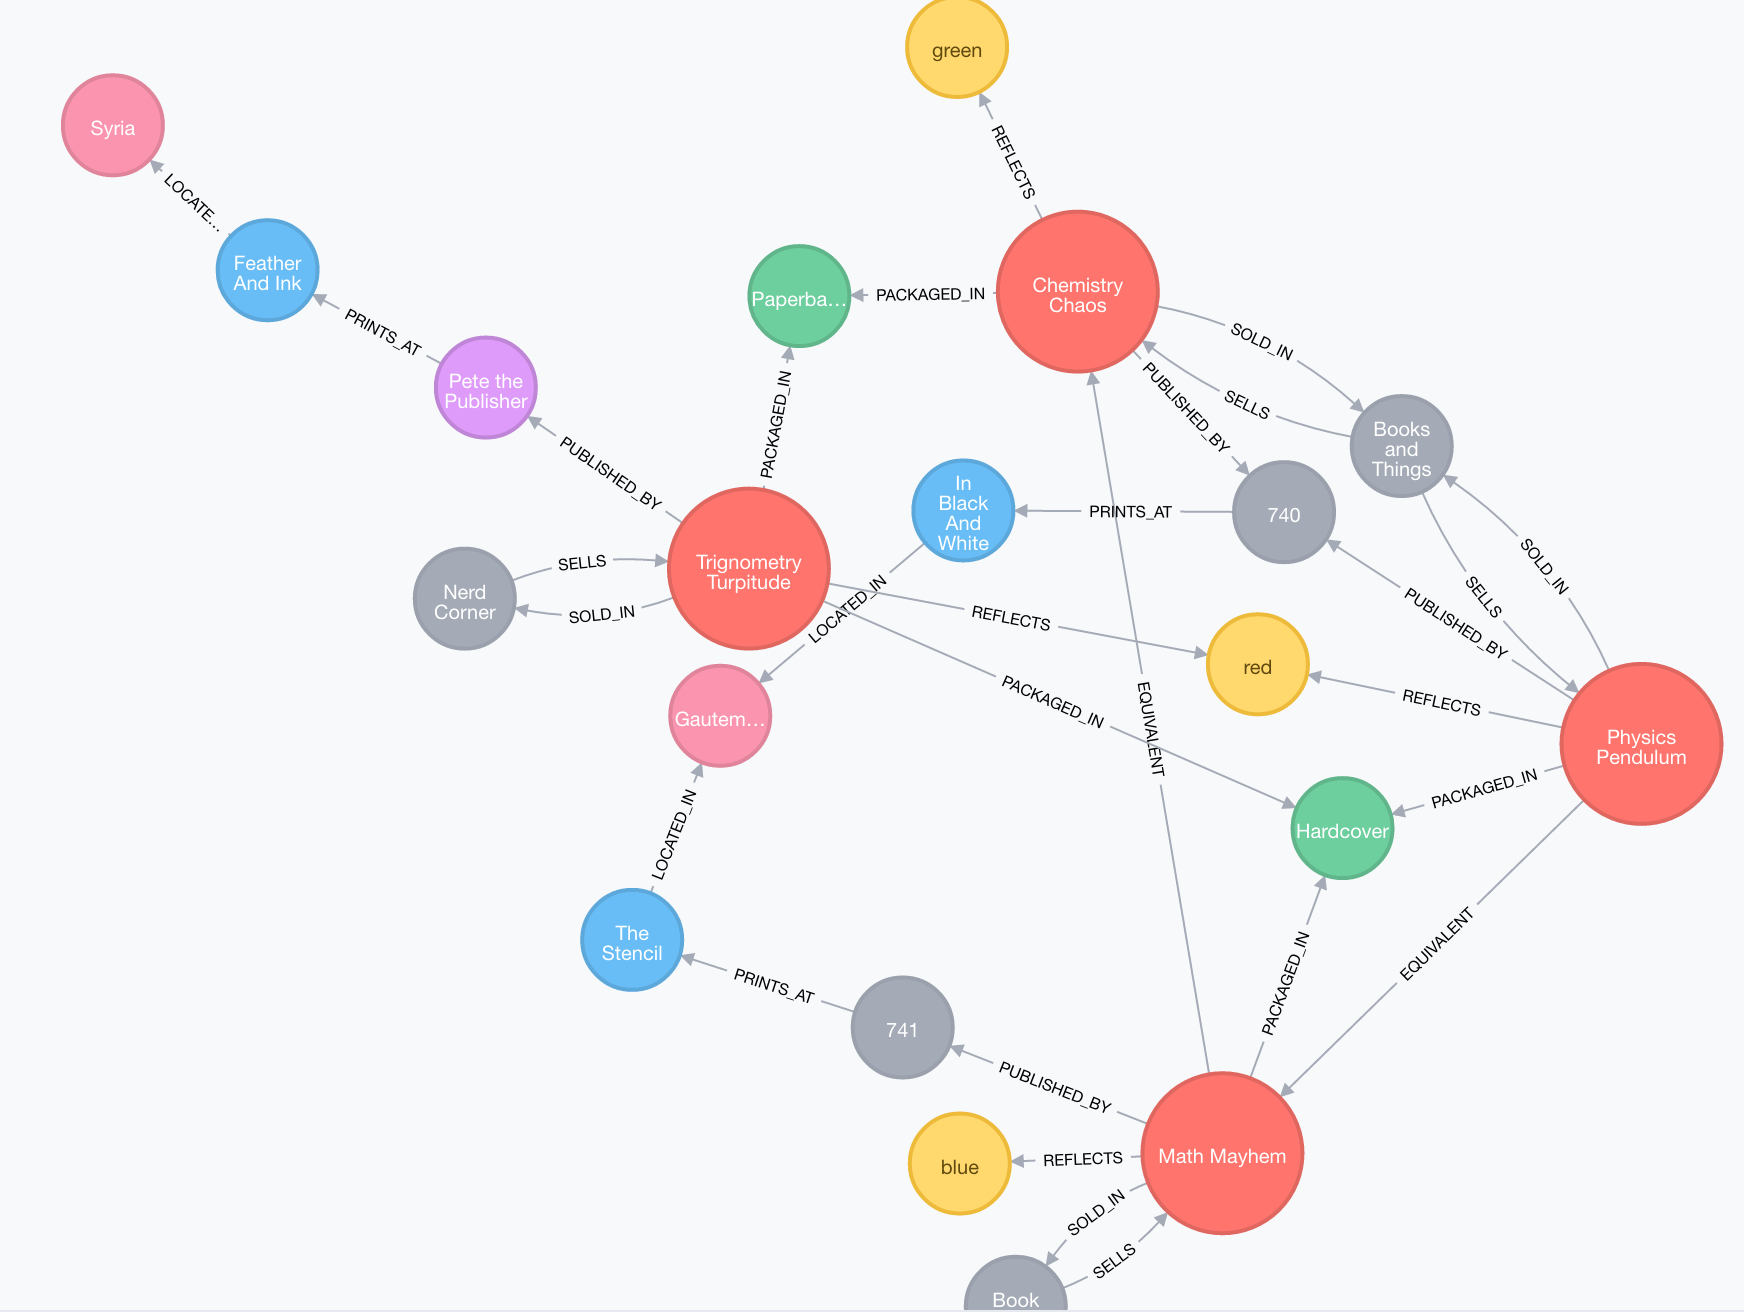 green
Syria
REFLECTS
LOCATE...
Feather
And Ink
Paperba...
PACKAGED_IN
Chemistry
Chaos
SOLD_IN
PRINTS_AT
SELLS
PUBLISHED_BY
Pete the
Publisher
PACKAGED_IN
Books
and
Things
PUBLISHED_BY
In
Black
And
White
PRINTS_AT
740
SOLD_IN
SELLS
Trignometry
Turpitude
Nerd
Corner
SELLS
SOLD_IN
LOCATED_IN
REFLECTS
PUBLISHED_BY
red
REFLECTS
Gautem...
PACKAGED_IN
EQUIVALENT
Physics
Pendulum
PACKAGED_IN
Hardcover
LOCATED_IN
The
Stencil
EQUIVALENT
PRINTS_AT
PACKAGED_IN
741
PUBLISHED_BY
blue
REFLECTS
Math Mayhem
SOLD_IN
SELLS
Book